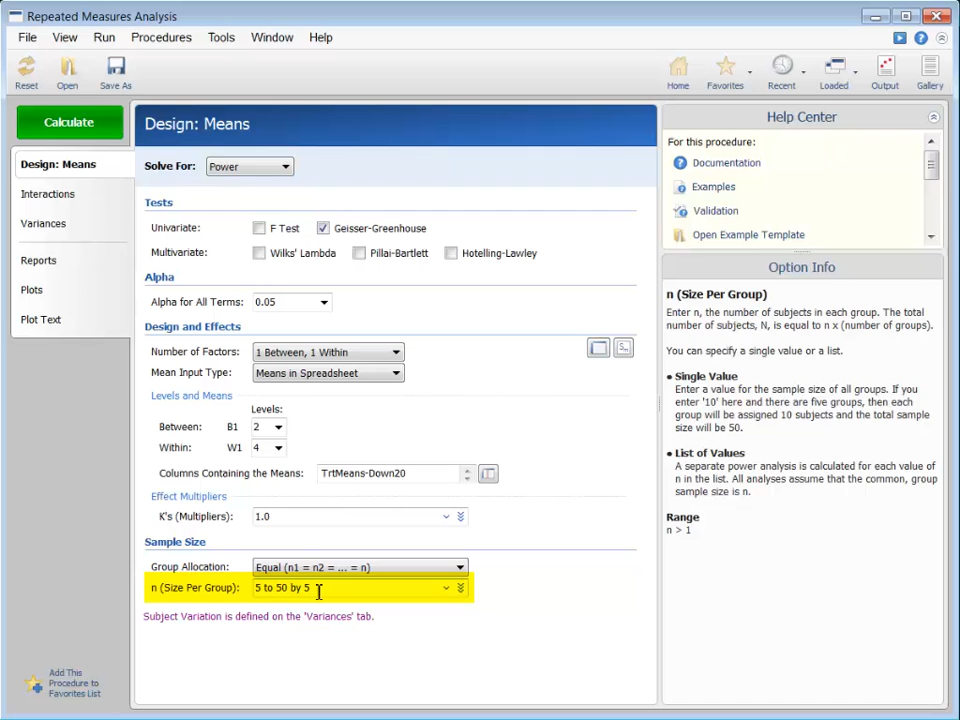 Repeated Measures Analysis
File View Run Procedures Tools Window Help
Reset Open Save As Home Favorites Recent Loaded Output Gallery
Calculate
Design: Means
Interactions
Variances
Reports
Plots
Plot Text
Add This
Procedure to
Favorites List
Design: Means
Solve For: Power
Tests
Univariate: F Test Geisser-Greenhouse
Multivariate: Wilks' Lambda Pillai-Bartlett Hotelling-Lawley
Alpha
Alpha for All Terms: 0.05
Design and Effects
Number of Factors: 1 Between, 1 Within
Mean Input Type: Means in Spreadsheet
Levels and Means
Levels:
Between: B1 2
Within: W1 4
Columns Containing the Means: TrtMeans-Down20
Effect Multipliers
K's (Multipliers): 1.0
Sample Size
Group Allocation: Equal (n1 = n2 = ... = n)
n (Size Per Group): 5 to 50 by 5
Subject Variation is defined on the 'Variances' tab.
Help Center
For this procedure:
Documentation
Examples
Validation
Open Example Template
Option Info
n (Size Per Group)
Enter n, the number of subjects in each group. The total
number of subjects, N, is equal to n x (number of groups).
You can specify a single value or a list.
• Single Value
Enter a value for the sample size of all groups. If you
enter '10' here and there are five groups, then each
group will be assigned 10 subjects and the total sample
size will be 50.
• List of Values
A separate power analysis is calculated for each value of
n in the list. All analyses assume that the common, group
sample size is n.
Range
n > 1